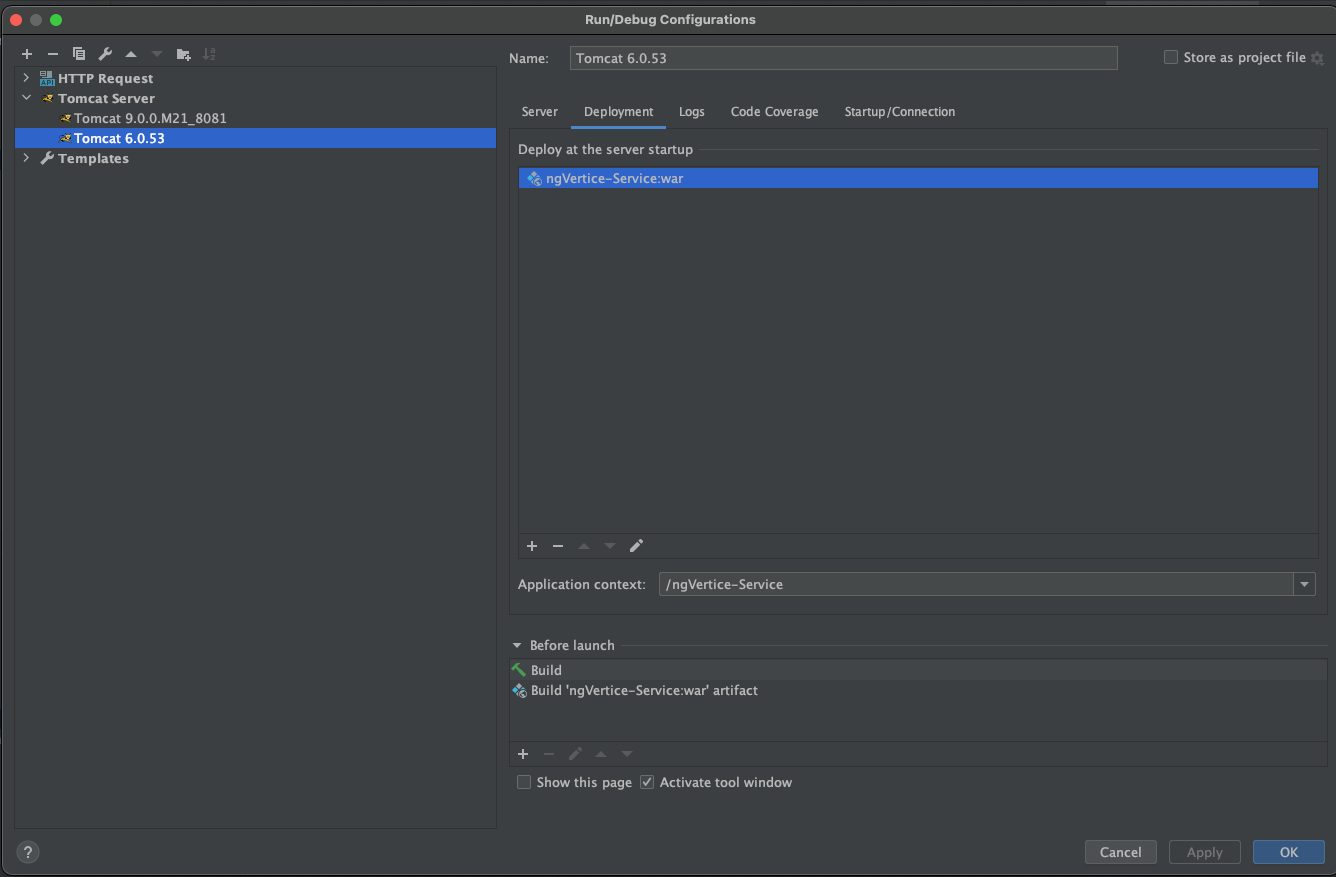 Run/Debug Configurations
HTTP Request
Tomcat Server
Tomcat 9.0.0.M21_8081
Tomcat 6.0.53
Templates
Name: Tomcat 6.0.53 Store as project file
Server Deployment Logs Code Coverage Startup/Connection
Deploy at the server startup
ngVertice-Service:war
Application context: /ngVertice-Service
Before launch
Build
Build 'ngVertice-Service:war' artifact
Show this page Activate tool window
? Cancel Apply OK